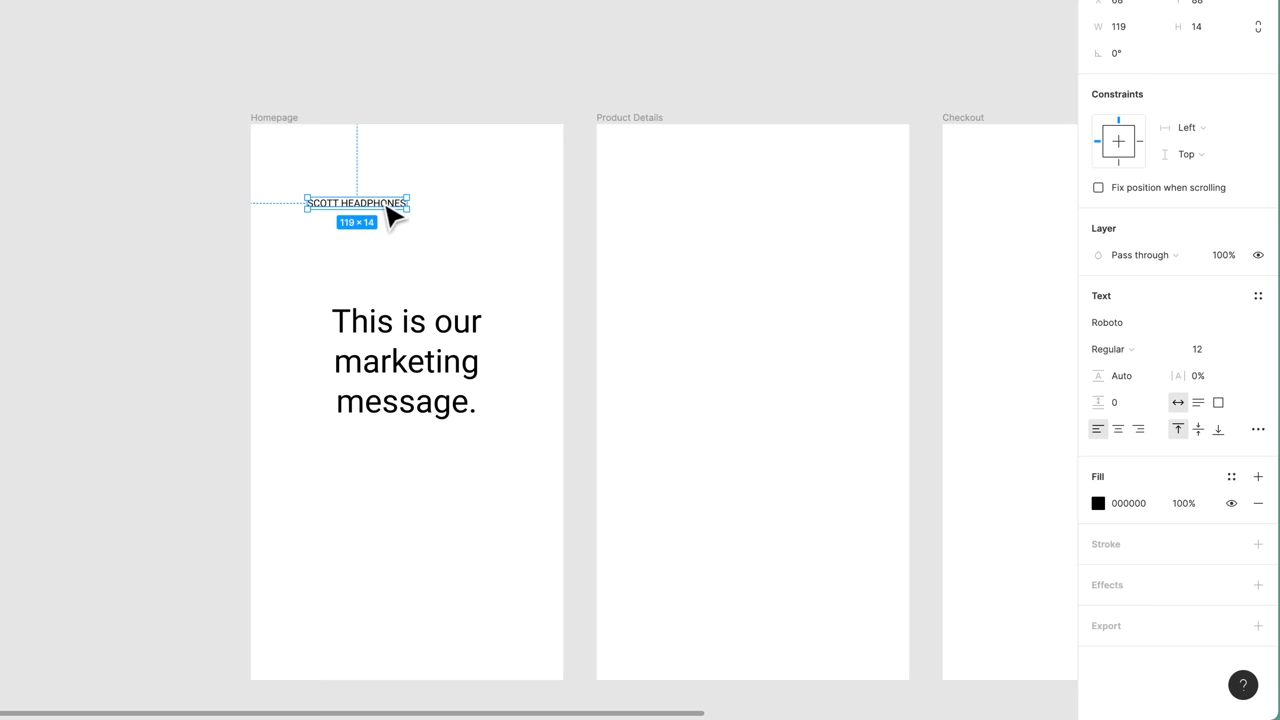 X 68 Y 88
W 119 H 14
0°
Constraints
Left
Top
Fix position when scrolling
Layer
Pass through 100%
Text
Roboto
Regular 12
A Auto |A| 0%
0
Fill
000000 100%
Stroke
Effects
Export
?
Homepage
SCOTT HEADPHONES
119 × 14
This is our
marketing
message.
Product Details
Checkout